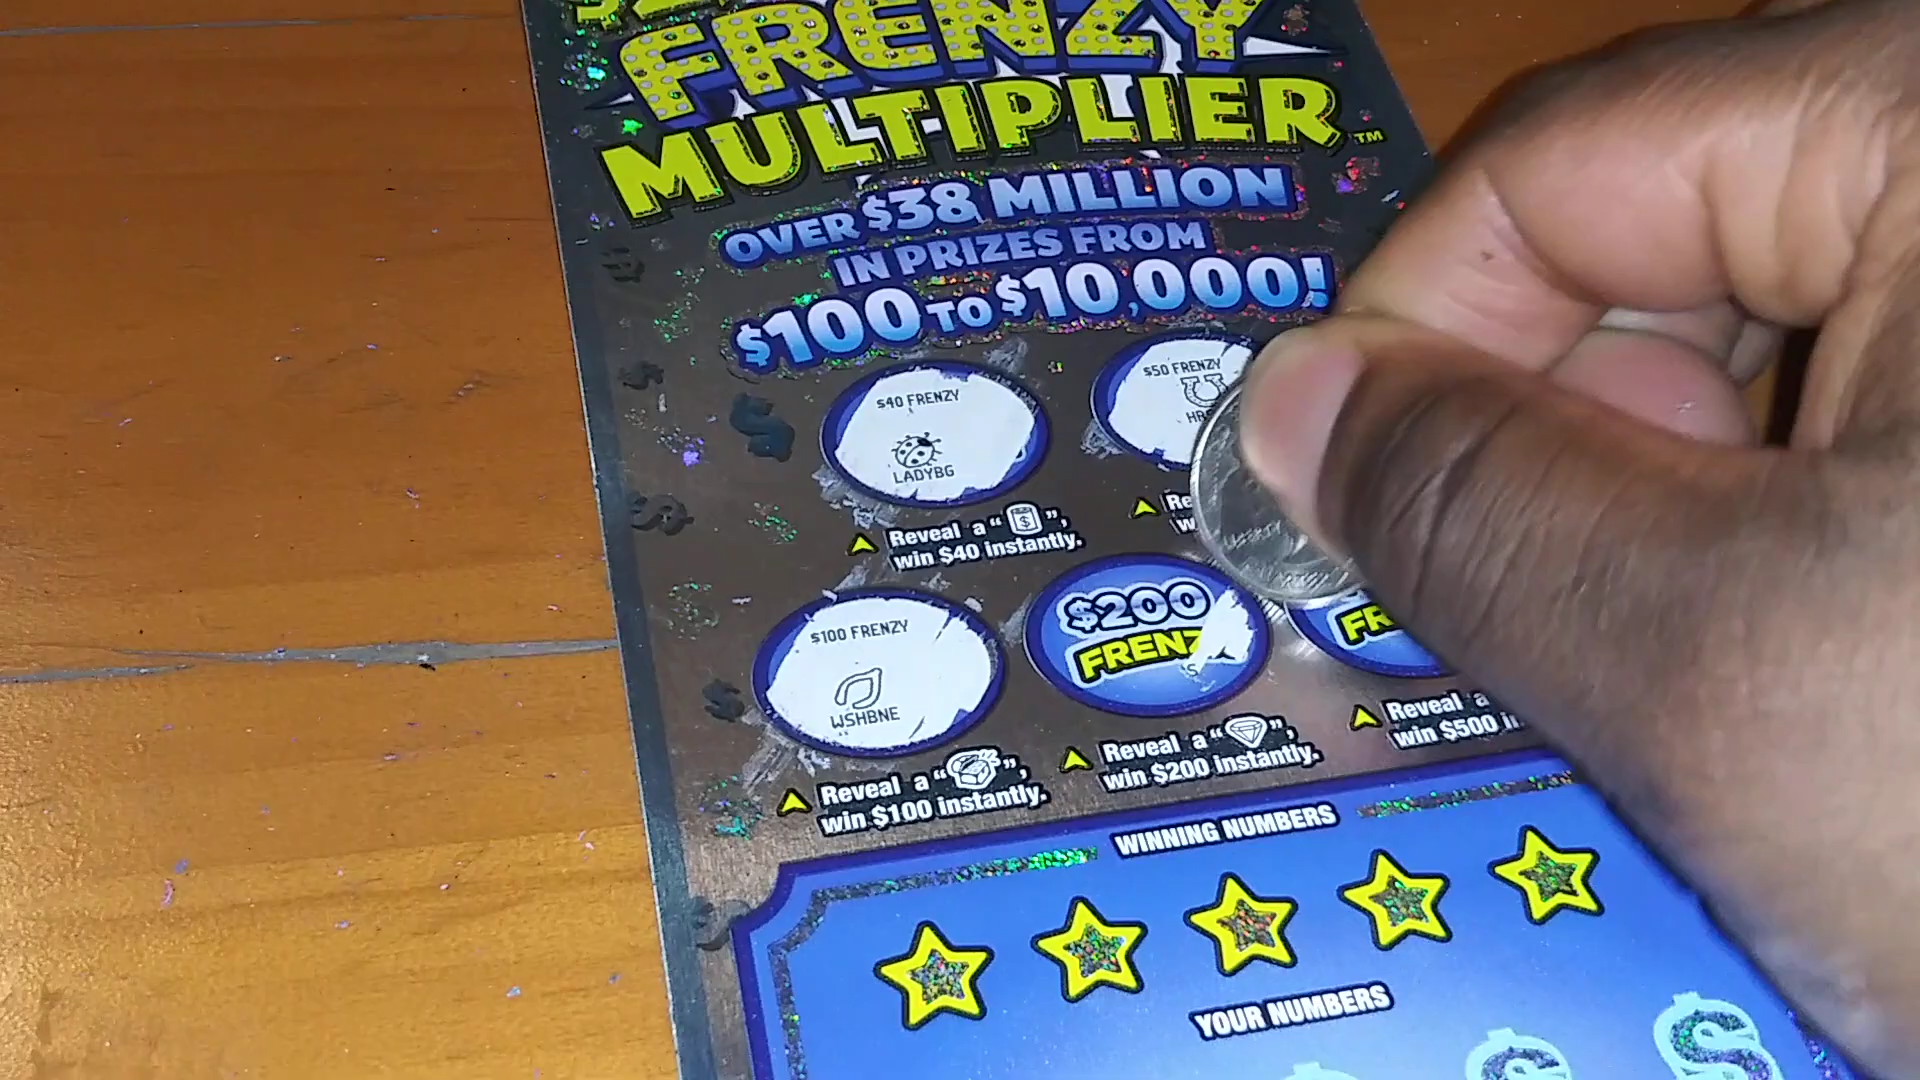 FRENZY
MULTIPLIER™
OVER $38 MILLION
IN PRIZES FROM
$100 TO $10,000!
$40 FRENZY
LADYBG
$50 FRENZY
Reveal a " $ ",
win $40 instantly.
$100 FRENZY
WSHBNE
$200
FRENZ
Reveal a " ",
win $100 instantly.
Reveal a " ",
win $200 instantly.
Reveal a
win $500
WINNING NUMBERS
YOUR NUMBERS